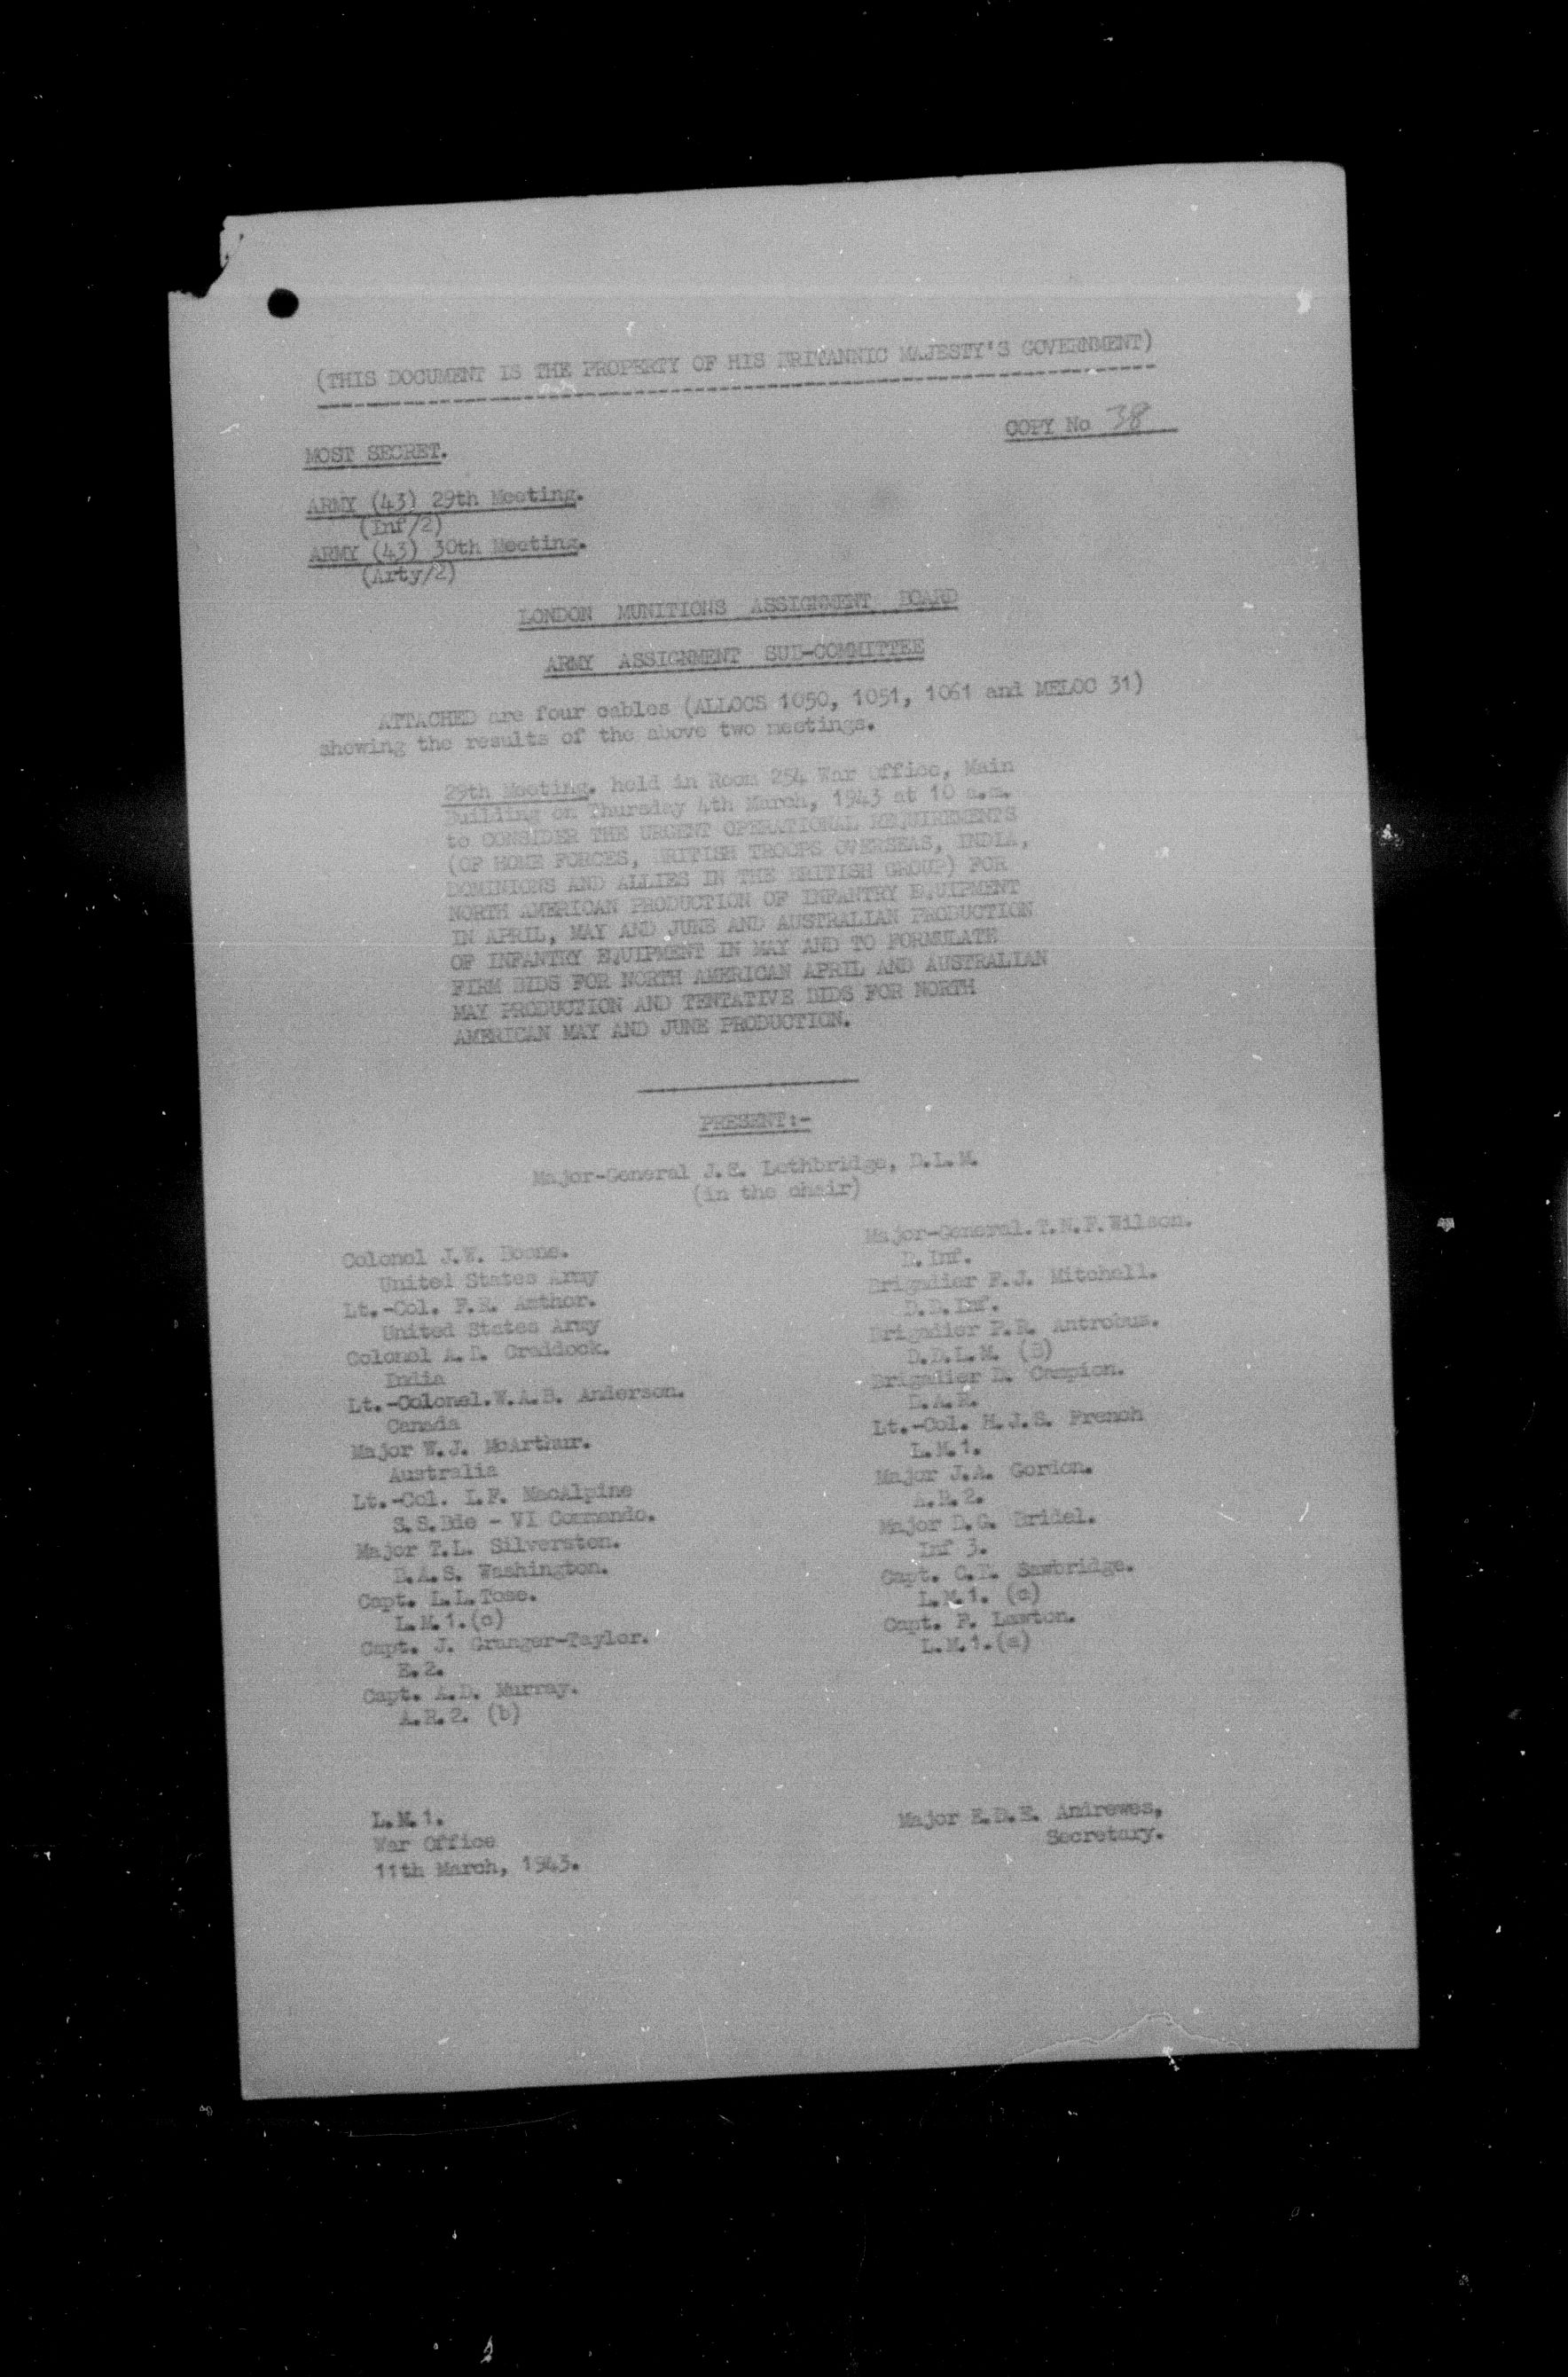 (THIS DOCUMENT IS THE PROPERTY OF HIS BRITANNIC MAJESTY'S GOVERNMENT)
COPY No 38
MOST SECRET.
ARMY (43) 29th Meeting.
(Inf/2)
ARMY (43) 30th Meeting.
(Arty/2)
LONDON MUNITIONS ASSIGNMENT BOARD
ARMY ASSIGNMENT SUB-COMMITTEE
ATTACHED are four cables (ALLOCS 1050, 1051, 1061 and MELOC 31)
showing the results of the above two meetings.
29th Meeting. held in Room 254 War Office, Main
Building on Thursday 4th March, 1943 at 10 a.m.
to CONSIDER THE URGENT OPERATIONAL REQUIREMENTS
(OF HOME FORCES, BRITISH TROOPS OVERSEAS, INDIA,
DOMINIONS AND ALLIES IN THE BRITISH GROUP) FOR
NORTH AMERICAN PRODUCTION OF INFANTRY EQUIPMENT
IN APRIL, MAY AND JUNE AND AUSTRALIAN PRODUCTION
OF INFANTRY EQUIPMENT IN MAY AND TO FORMULATE
FIRM BIDS FOR NORTH AMERICAN APRIL AND AUSTRALIAN
MAY PRODUCTION AND TENTATIVE BIDS FOR NORTH
AMERICAN MAY AND JUNE PRODUCTION.
PRESENT:-
Major-General J.S. Lethbridge, D.L.M.
(in the chair)
Colonel J.W. Boone.
United States Army
Lt.-Col. F.R. Amthor.
United States Army
Colonel A.D. Craddock.
India
Lt.-Colonel.W.A.B. Anderson.
Canada
Major W.J. McArthur.
Australia
Lt.-Col. I.F. MacAlpine
S.S.Bde - VI Commando.
Major T.L. Silverston.
B.A.S. Washington.
Capt. L.L. Tose.
L.M.1.(c)
Capt. J. Granger-Taylor.
E.2.
Capt. A.D. Murray.
A.R.2. (b)
Major-General.T.N.F.Wilson.
D.Inf.
Brigadier F.J. Mitchell.
D.D.Inf.
Brigadier P.R. Antrobus.
D.D.L.M. (B)
Brigadier D. Campion.
D.A.R.
Lt.-Col. H.J.S. French
L.M.1.
Major J.A. Gordon.
A.R.2.
Major D.G. Bridel.
Inf 3.
Capt. C.E. Sawbridge.
L.M.1. (c)
Capt. F. Lawton.
L.M.1.(a)
L.M.1.
War Office
11th March, 1943.
Major E.D.E. Andrewes,
Secretary.